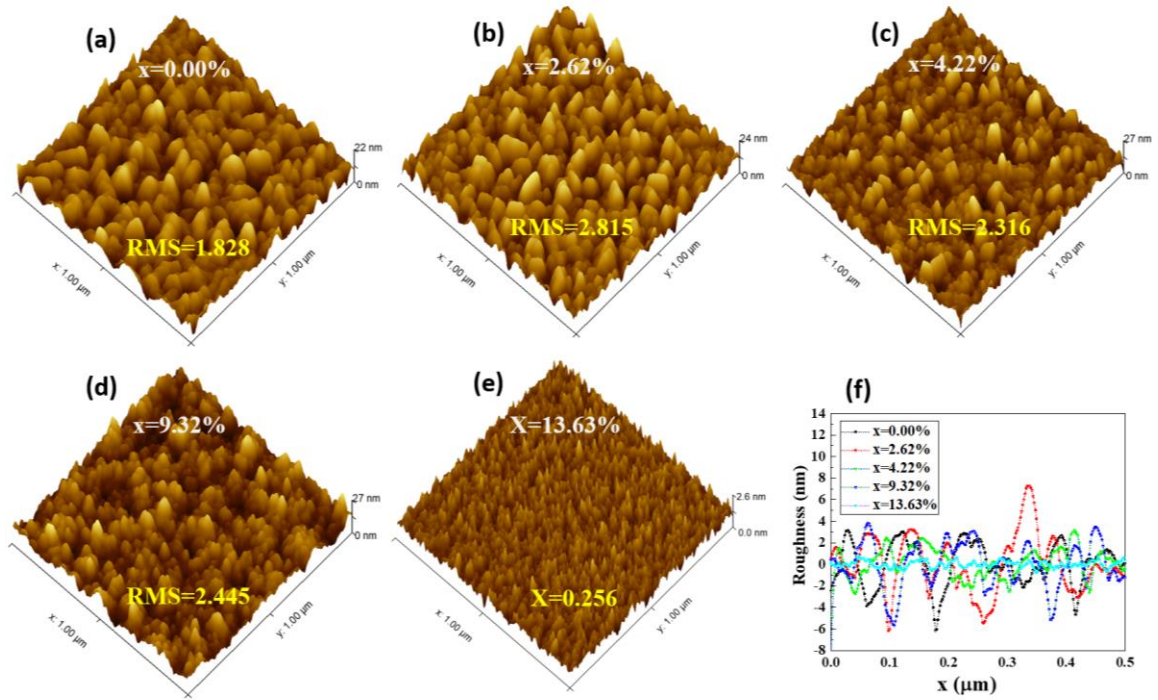 (a)
x=0.00%
22 nm
0 nm
RMS=1.828
x: 1.00 µm
y: 1.00 µm
(b)
x=2.62%
24 nm
0 nm
RMS=2.815
x: 1.00 µm
y: 1.00 µm
(c)
x=4.22%
27 nm
0 nm
RMS=2.316
x: 1.00 µm
y: 1.00 µm
(d)
x=9.32%
27 nm
0 nm
RMS=2.445
x: 1.00 µm
y: 1.00 µm
(e)
X=13.63%
2.6 nm
0.0 nm
X=0.256
x: 1.00 µm
y: 1.00 µm
(f)
Roughness (nm)
14
12
10
8
6
4
2
0
-2
-4
-6
-8
x=0.00%
x=2.62%
x=4.22%
x=9.32%
x=13.63%
0.0 0.1 0.2 0.3 0.4 0.5
x (µm)